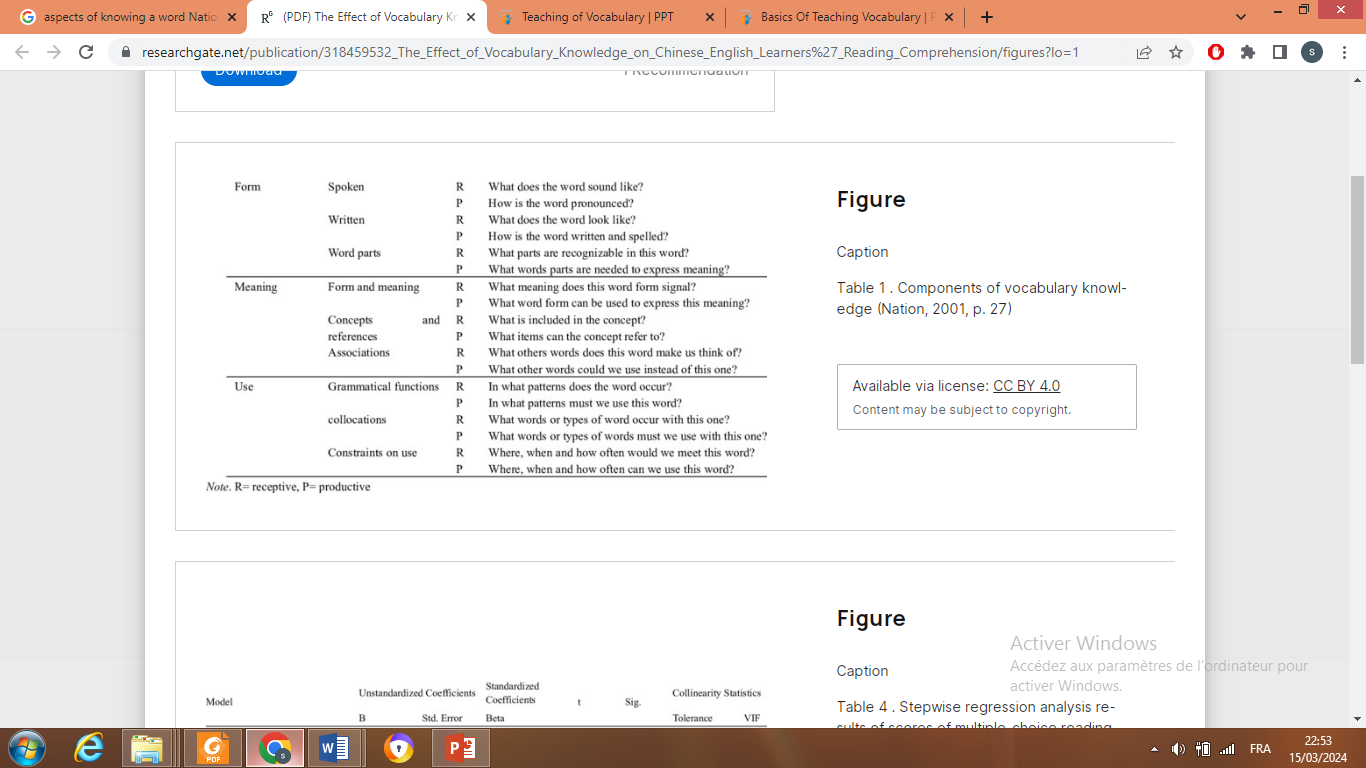 aspects of knowing a word Natio
(PDF) The Effect of Vocabulary Kn
Teaching of Vocabulary | PPT
Basics Of Teaching Vocabulary | P
researchgate.net/publication/318459532_The_Effect_of_Vocabulary_Knowledge_on_Chinese_English_Learners%27_Reading_Comprehension/figures?lo=1
S
Download
1 Recommendation
Form Spoken R What does the word sound like?
P How is the word pronounced?
Written R What does the word look like?
P How is the word written and spelled?
Word parts R What parts are recognizable in this word?
P What words parts are needed to express meaning?
Meaning Form and meaning R What meaning does this word form signal?
P What word form can be used to express this meaning?
Concepts and R What is included in the concept?
references P What items can the concept refer to?
Associations R What others words does this word make us think of?
P What other words could we use instead of this one?
Use Grammatical functions R In what patterns does the word occur?
P In what patterns must we use this word?
collocations R What words or types of word occur with this one?
P What words or types of words must we use with this one?
Constraints on use R Where, when and how often would we meet this word?
P Where, when and how often can we use this word?
Note. R= receptive, P= productive
Figure
Caption
Table 1 . Components of vocabulary knowl-
edge (Nation, 2001, p. 27)
Available via license: CC BY 4.0
Content may be subject to copyright.
Model Unstandardized Coefficients Standardized Coefficients t Sig. Collinearity Statistics
B Std. Error Beta Tolerance VIF
Figure
Caption
Table 4 . Stepwise regression analysis re-
sults of scores of multiple-choice reading
Activer Windows
Accédez aux paramètres de l'ordinateur pour
activer Windows.
PDF
S
FRA
22:53
15/03/2024